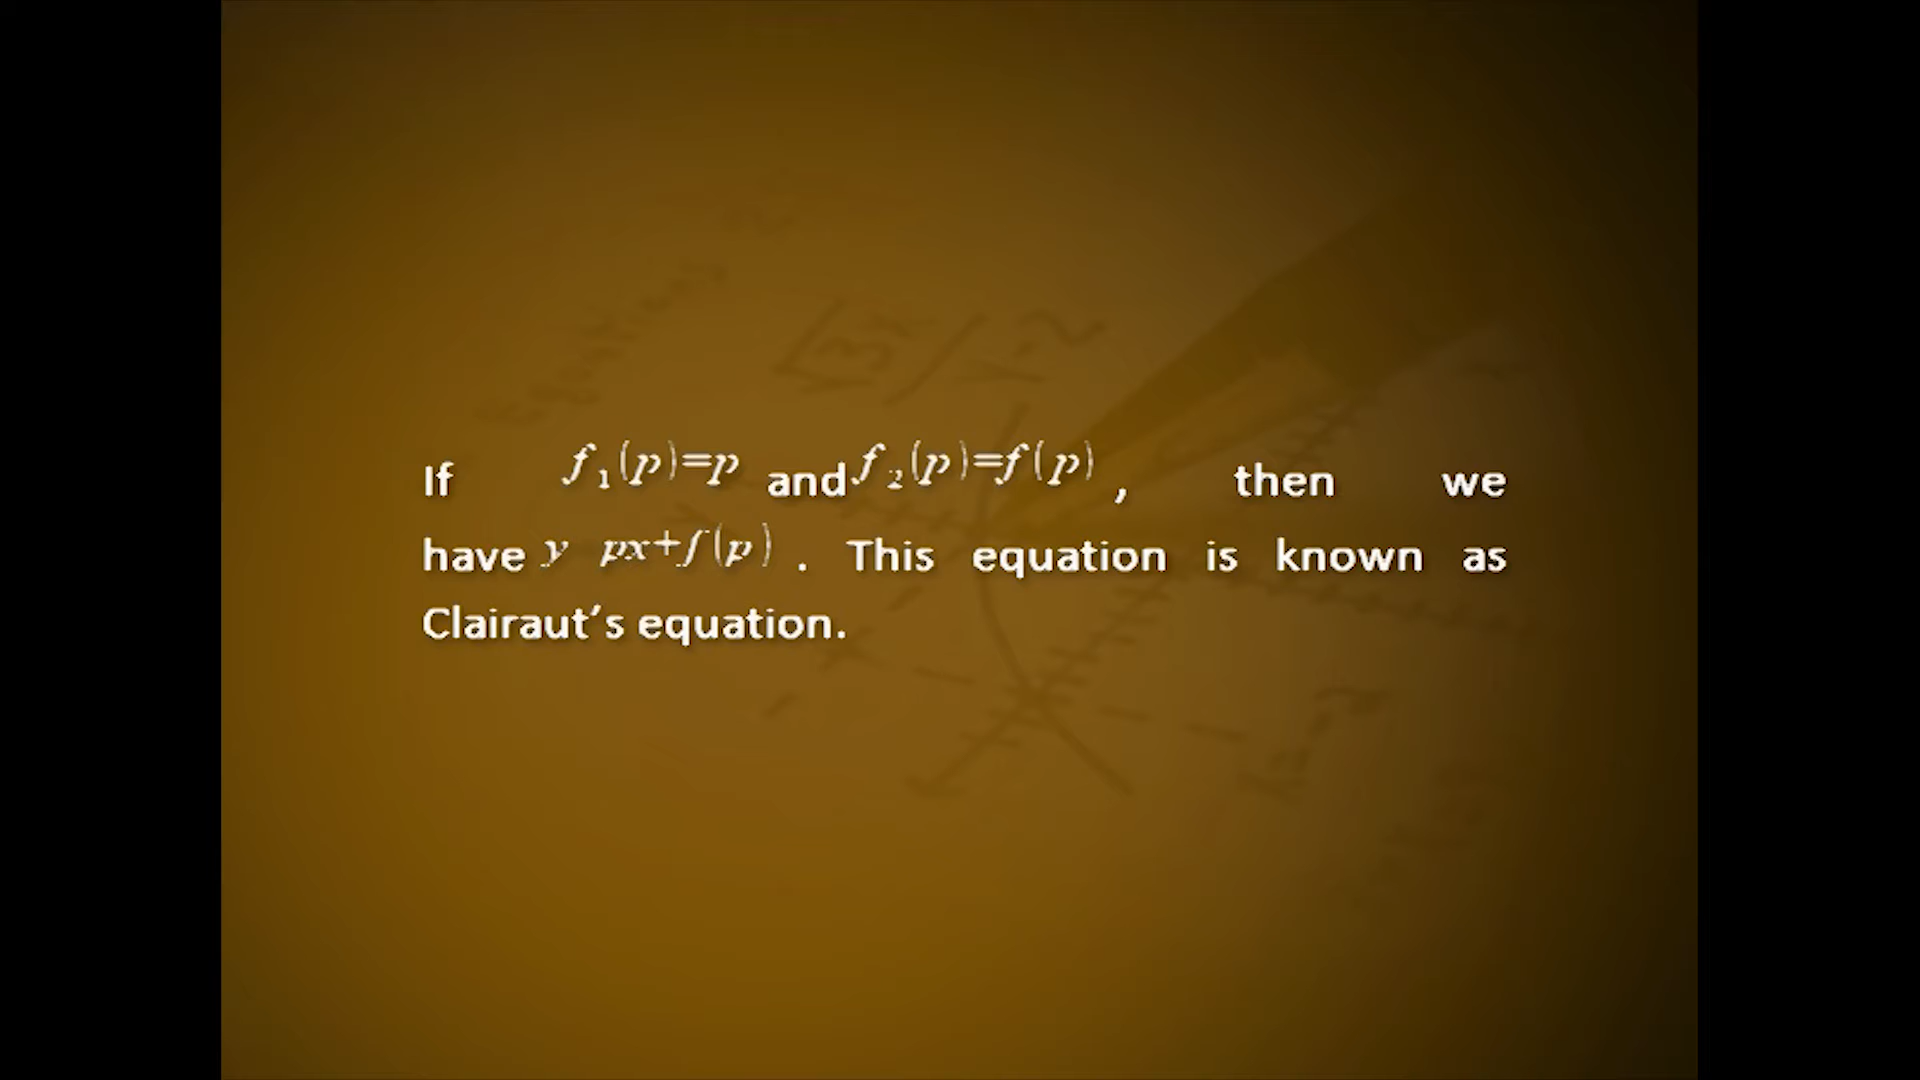 If f₁(p)=p and f₂(p)=f(p) , then we
have y px+f(p) . This equation is known as
Clairaut’s equation.